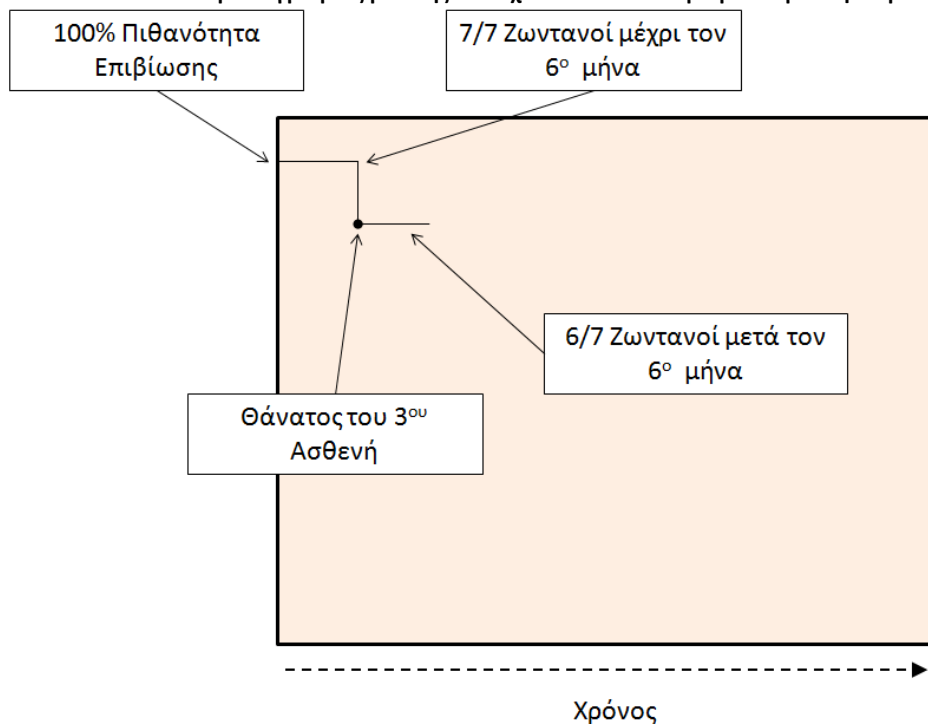 100% Πιθανότητα
Επιβίωσης
7/7 Ζωντανοί μέχρι τον
6ο μήνα
6/7 Ζωντανοί μετά τον
6ο μήνα
Θάνατος του 3ου
Ασθενή
Χρόνος